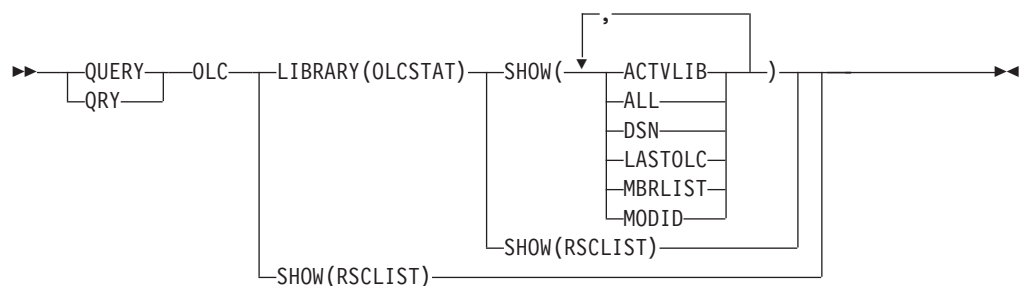 ,
QUERY OLC LIBRARY(OLCSTAT) SHOW( ACTVLIB )
QRY ALL
DSN
LASTOLC
MBRLIST
MODID
SHOW(RSCLIST)
SHOW(RSCLIST)